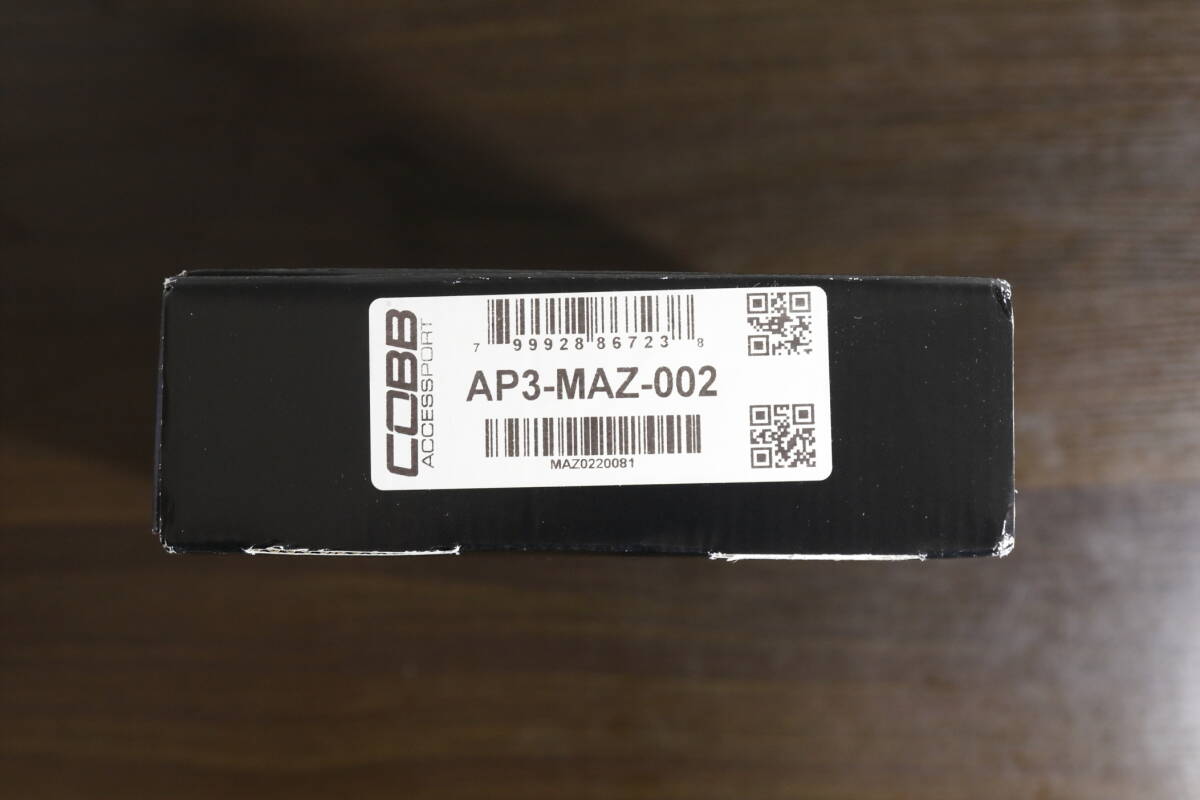 COBB
ACCESSPORT
7 99928 86723 8
AP3-MAZ-002
MAZ0220081